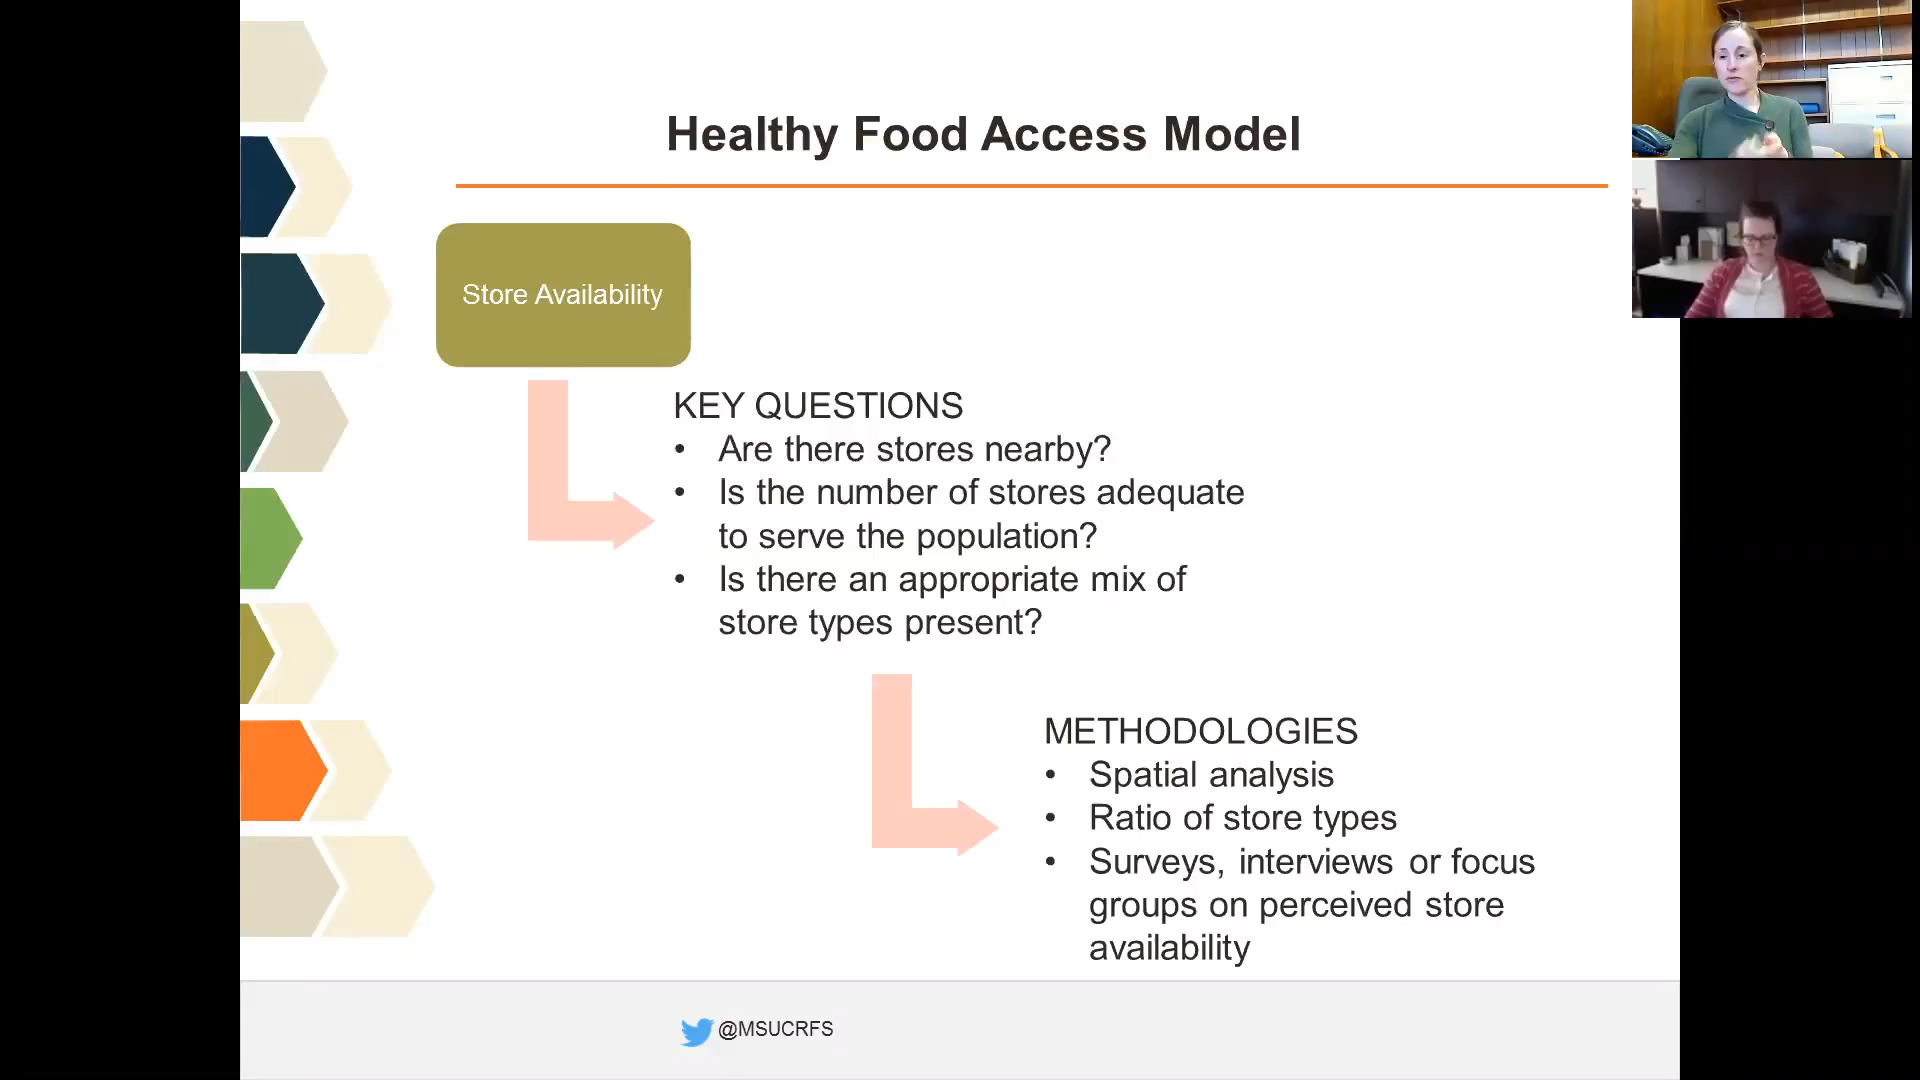 Healthy Food Access Model
Store Availability
KEY QUESTIONS
• Are there stores nearby?
• Is the number of stores adequate
to serve the population?
• Is there an appropriate mix of
store types present?
METHODOLOGIES
• Spatial analysis
• Ratio of store types
• Surveys, interviews or focus
groups on perceived store
availability
@MSUCRFS